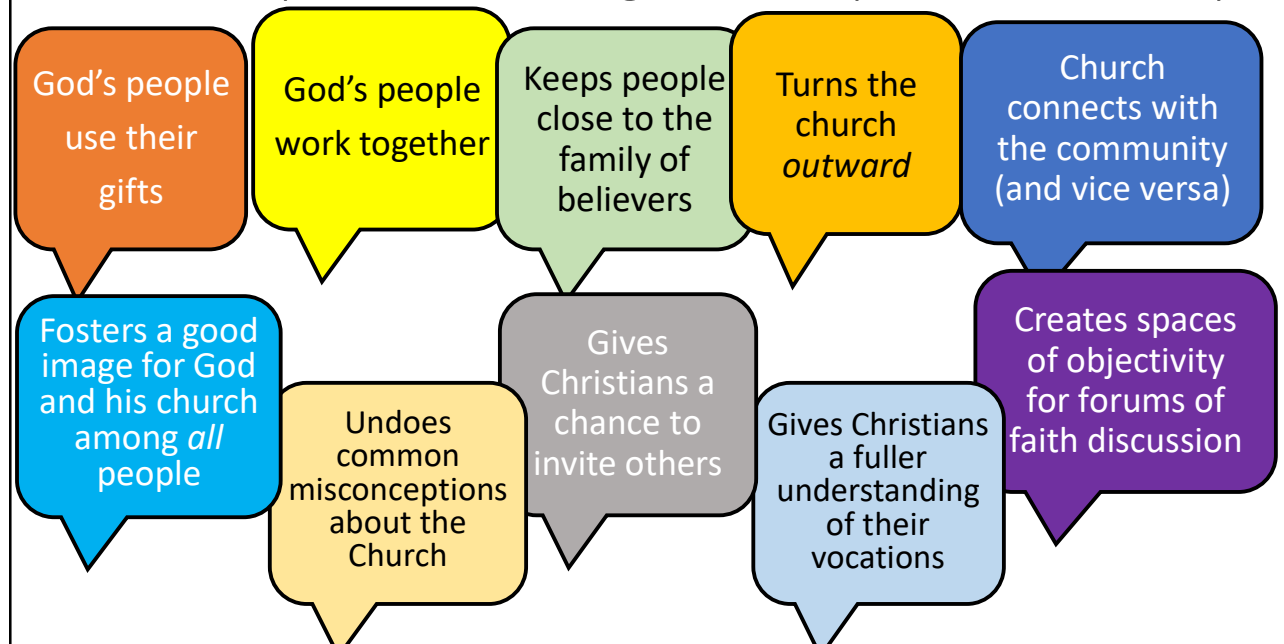 God’s people
use their
gifts
God’s people
work together
Keeps people
close to the
family of
believers
Turns the
church
outward
Church
connects with
the community
(and vice versa)
Fosters a good
image for God
and his church
among all
people
Undoes
common
misconceptions
about the
Church
Gives
Christians a
chance to
invite others
Gives Christians
a fuller
understanding
of their
vocations
Creates spaces
of objectivity
for forums of
faith discussion